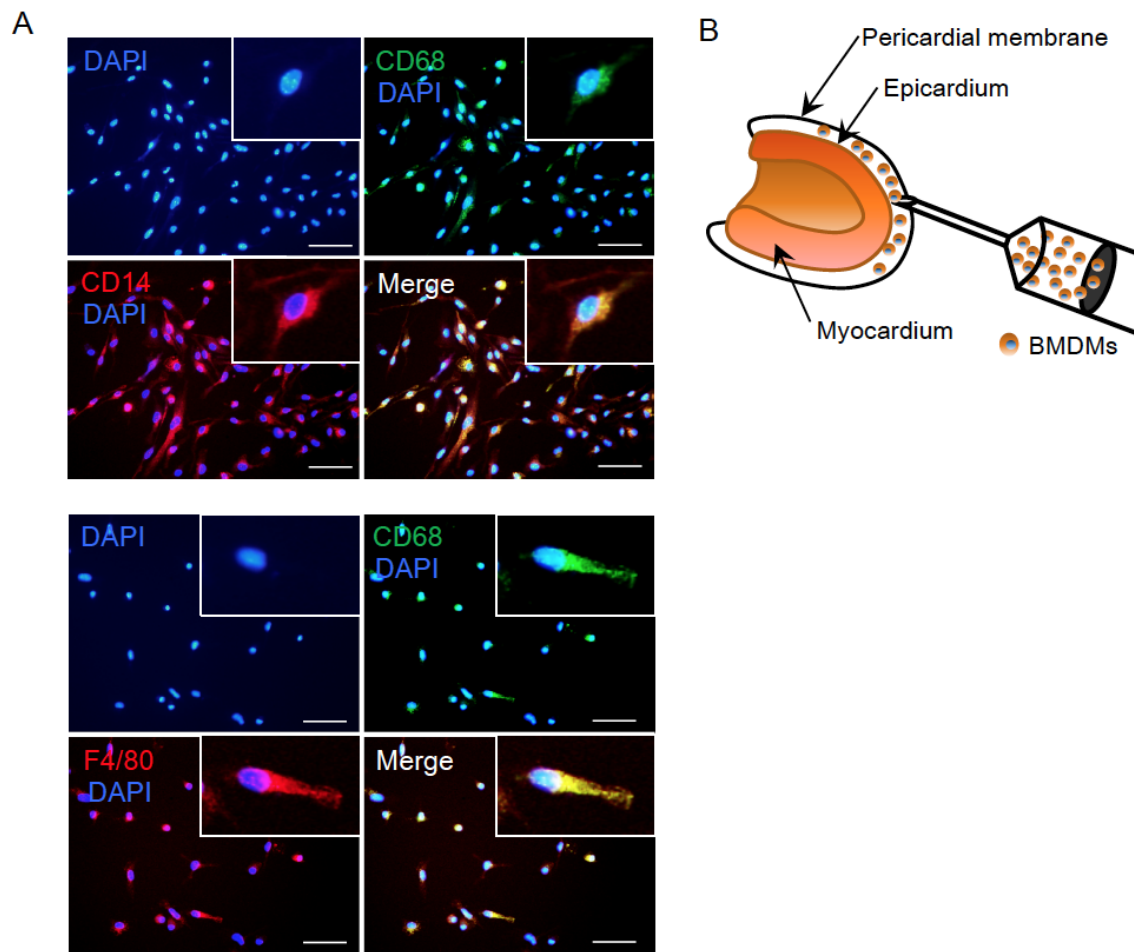 A
DAPI
CD68
DAPI
CD14
DAPI
Merge
DAPI
CD68
DAPI
F4/80
DAPI
Merge
B
Pericardial membrane
Epicardium
Myocardium
BMDMs